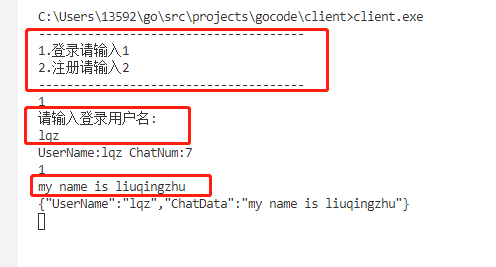 C:\Users\13592\go\src\projects\gocode\client>client.exe
--------------------------------------
1.登录请输入1
2.注册请输入2
--------------------------------------
1
请输入登录用户名:
lqz
UserName:lqz ChatNum:7
1
my name is liuqingzhu
{"UserName":"lqz","ChatData":"my name is liuqingzhu"}